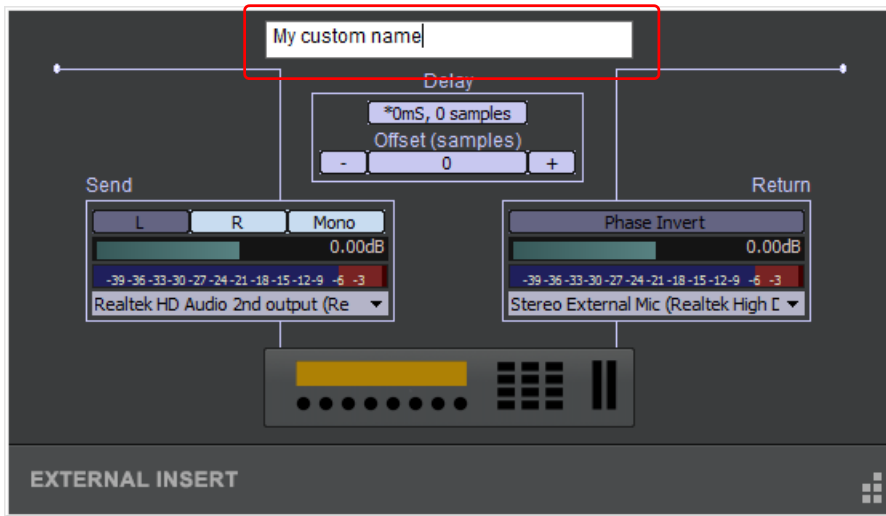 My custom name
Delay
*0mS, 0 samples
Offset (samples)
- 0 +
Send
Return
L R Mono
Phase Invert
0.00dB
0.00dB
-39-36-33-30-27-24-21-18-15-12-9 -6 -3
-39-36-33-30-27-24-21-18-15-12-9 -6 -3
Realtek HD Audio 2nd output (Re
Stereo External Mic (Realtek High D
EXTERNAL INSERT